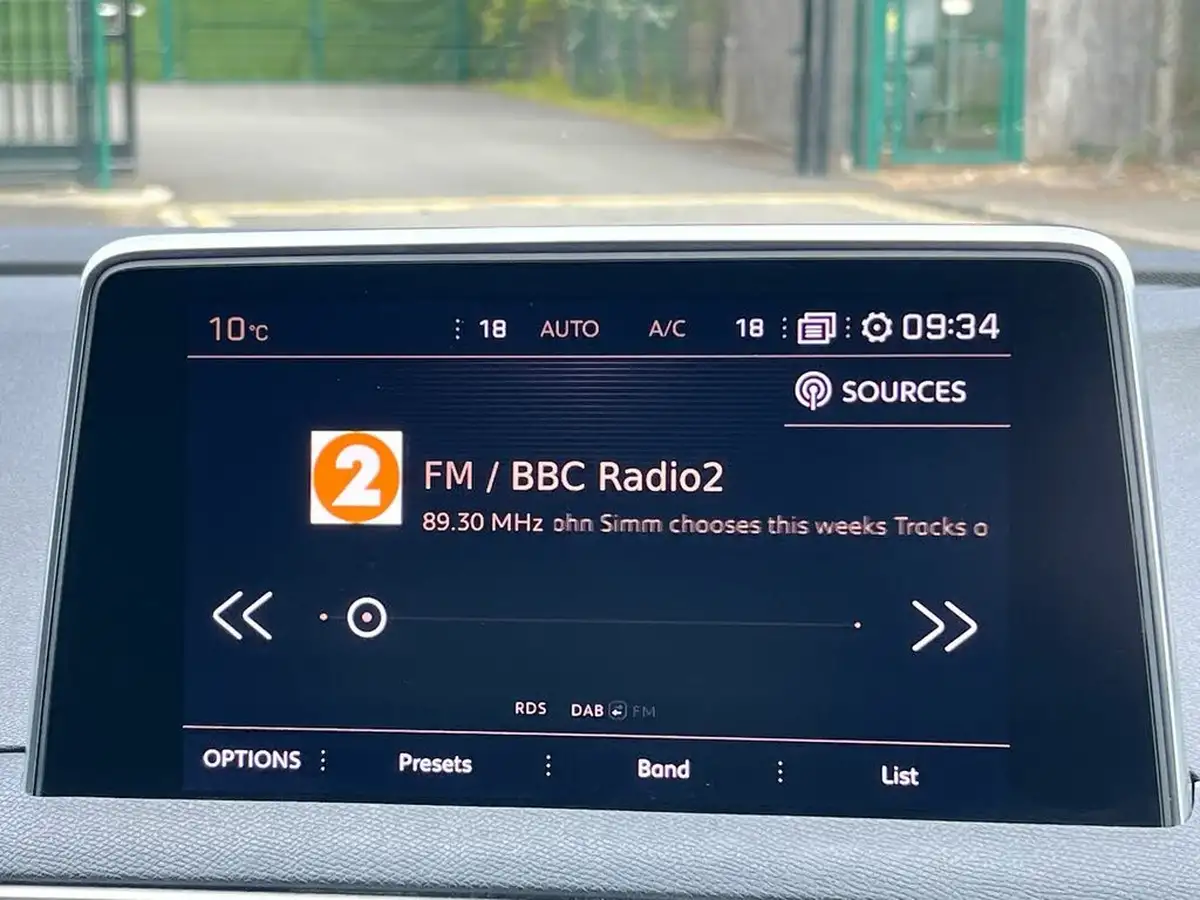 10°C 18 AUTO A/C 18 09:34
SOURCES
2
FM / BBC Radio2
89.30 MHz ohn Simm chooses this weeks Tracks o
RDS DAB FM
OPTIONS Presets Band List